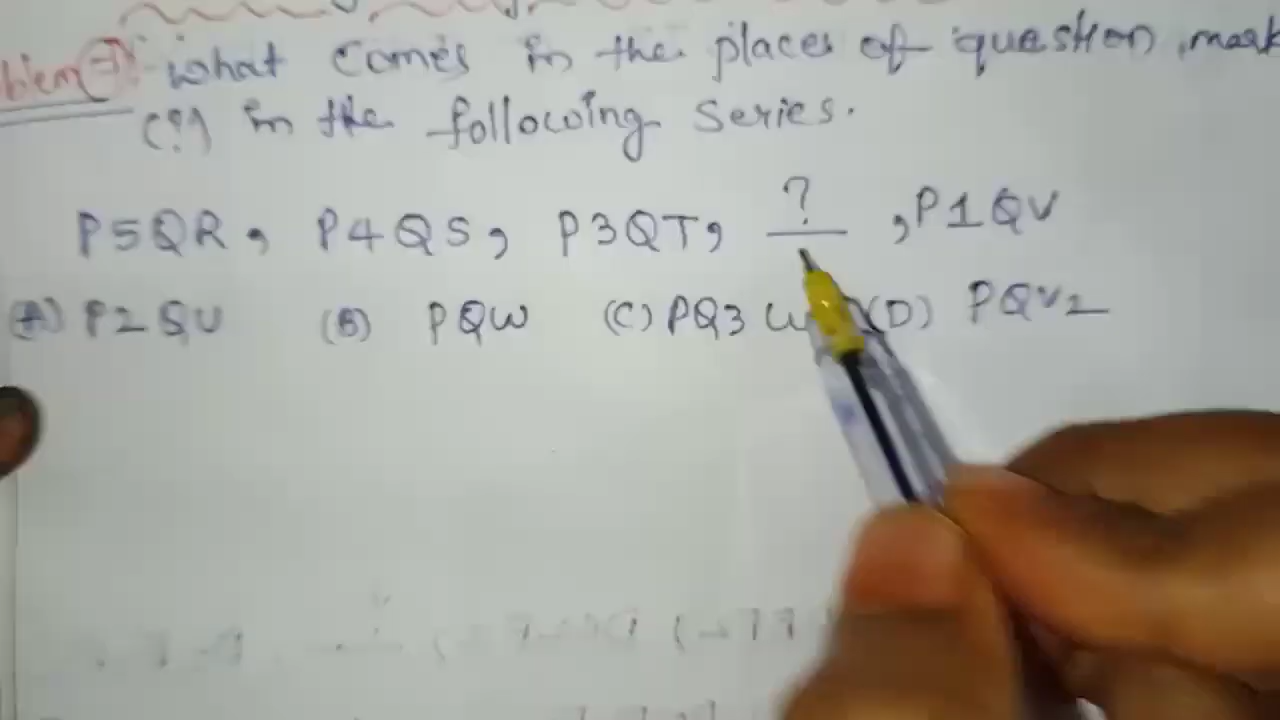 what comes in the places of question mark
(?) in the following series.
P5QR, P4QS, P3QT, ? , P1QV
(A) P2QU (B) PQW (C) PQ3 (D) PQV2